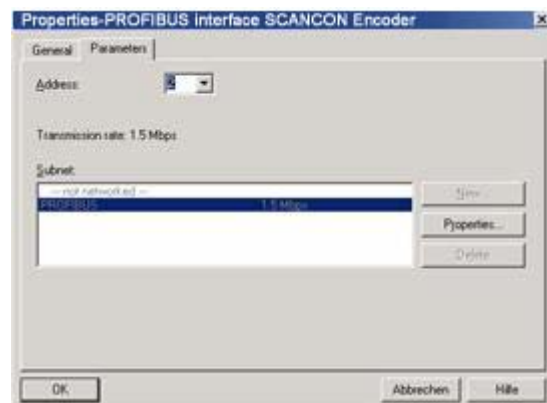 Properties-PROFIBUS interface SCANCON Encoder
General Parameters
Address:
2
Transmission rate: 1.5 Mbps
Subnet:
--- not networked ---
PROFIBUS 1.5 Mbps
New...
Properties...
Delete
OK
Abbrechen
Hilfe